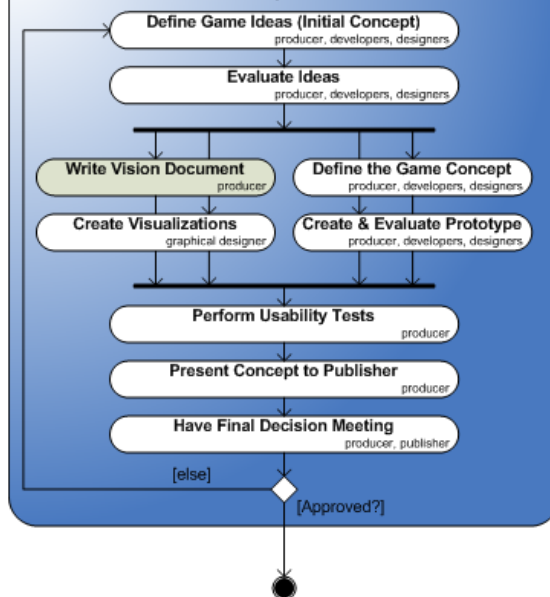 Define Game Ideas (Initial Concept)
producer, developers, designers
Evaluate Ideas
producer, developers, designers
Write Vision Document
producer
Define the Game Concept
producer, developers, designers
Create Visualizations
graphical designer
Create & Evaluate Prototype
producer, developers, designers
Perform Usability Tests
producer
Present Concept to Publisher
producer
Have Final Decision Meeting
producer, publisher
[else]
[Approved?]